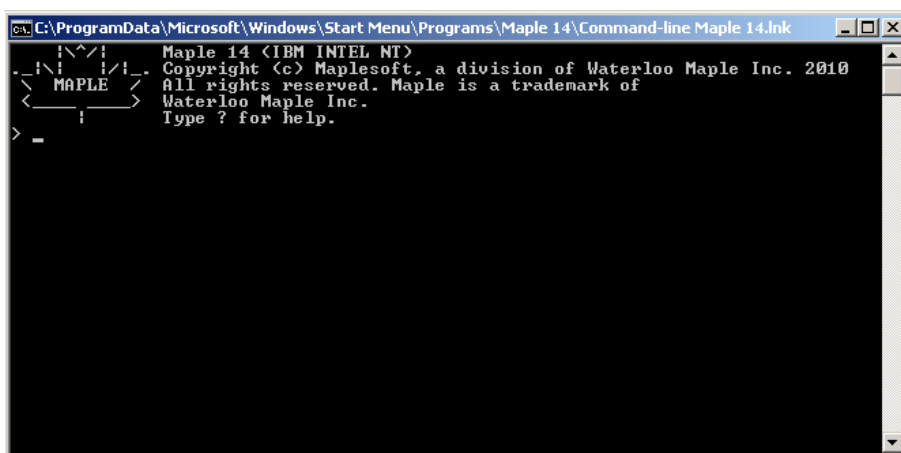 C:\ProgramData\Microsoft\Windows\Start Menu\Programs\Maple 14\Command-line Maple 14.lnk
    |\^/|     Maple 14 (IBM INTEL NT)
._|\|   |/|_. Copyright (c) Maplesoft, a division of Waterloo Maple Inc. 2010
 \  MAPLE  /  All rights reserved. Maple is a trademark of
 <____ ____>  Waterloo Maple Inc.
      |       Type ? for help.
> _